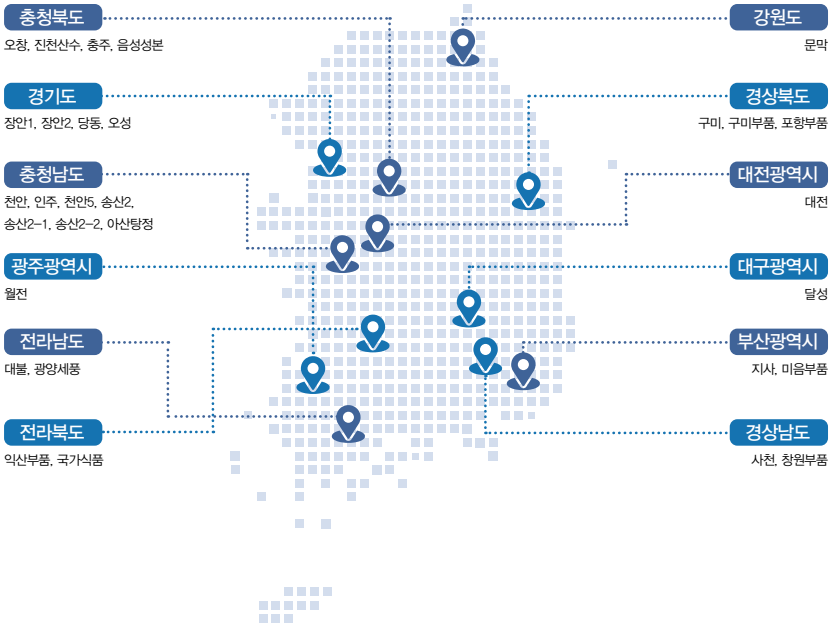 충청북도
오창, 진천산수, 충주, 음성성본
경기도
장안1, 장안2, 당동, 오성
충청남도
천안, 인주, 천안5, 송산2,
송산2-1, 송산2-2, 아산탕정
광주광역시
월전
전라남도
대불, 광양세풍
전라북도
익산부품, 국가식품
강원도
문막
경상북도
구미, 구미부품, 포항부품
대전광역시
대전
대구광역시
달성
부산광역시
지사, 미음부품
경상남도
사천, 창원부품